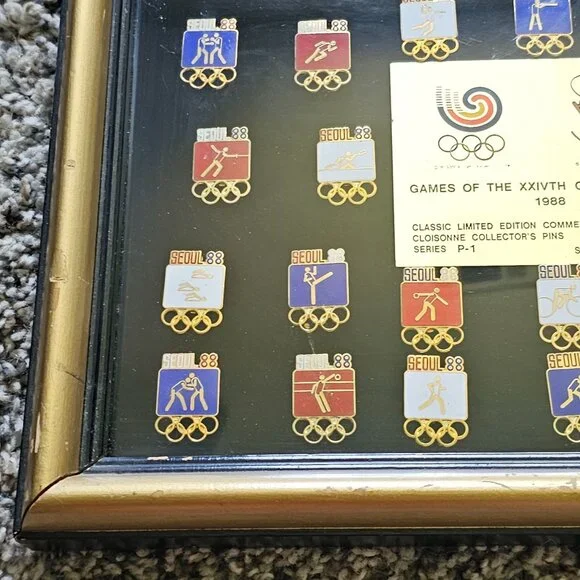 SEOUL 88
SEOUL 88
SEOUL 88
SEOUL 88
GAMES OF THE XXIVTH
1988
CLASSIC LIMITED EDITION COMME
CLOISONNE COLLECTOR'S PINS
SERIES P-1
S
SEOUL 88
SEOUL 88
SEOUL 88
SEOUL 88
SEOUL 88
SEOUL 88
SEOUL 88
SEOUL 88